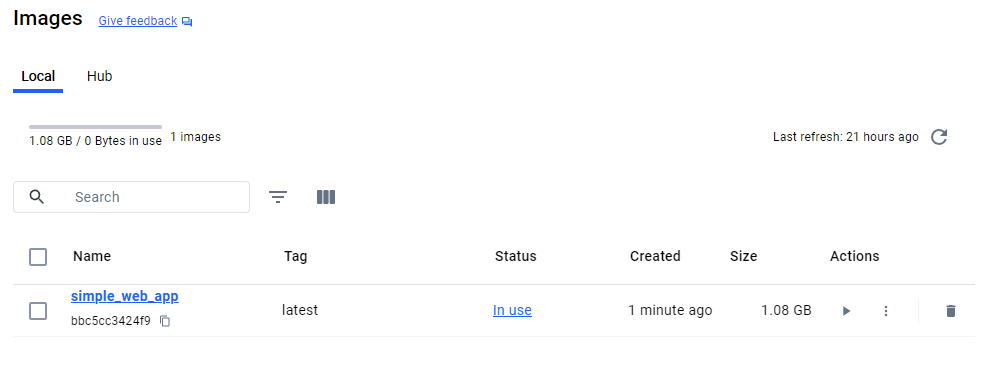 Images Give feedback
Local Hub
1.08 GB / 0 Bytes in use 1 images Last refresh: 21 hours ago
Search
Name Tag Status Created Size Actions
simple_web_app
latest In use 1 minute ago 1.08 GB
bbc5cc3424f9